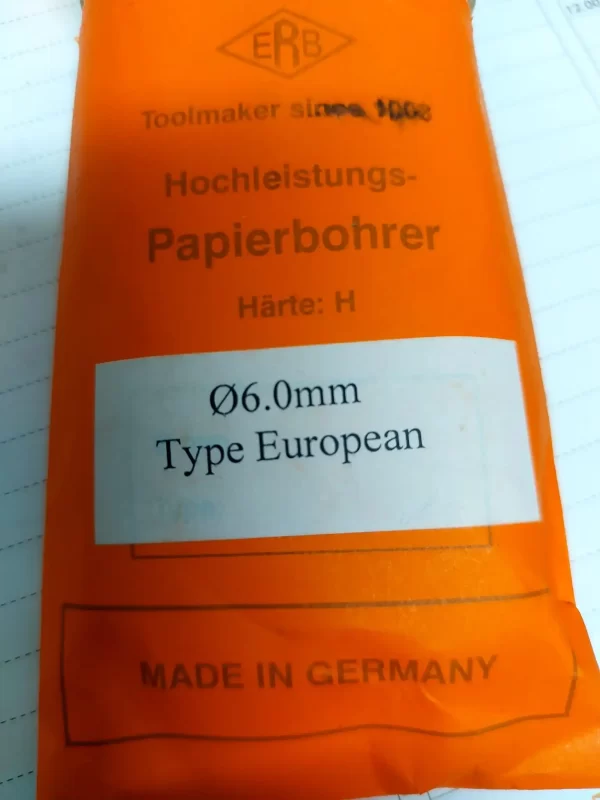 ERB
Toolmaker since
Hochleistungs-
Papierbohrer
Härte: H
Ø6.0mm
Type European
MADE IN GERMANY